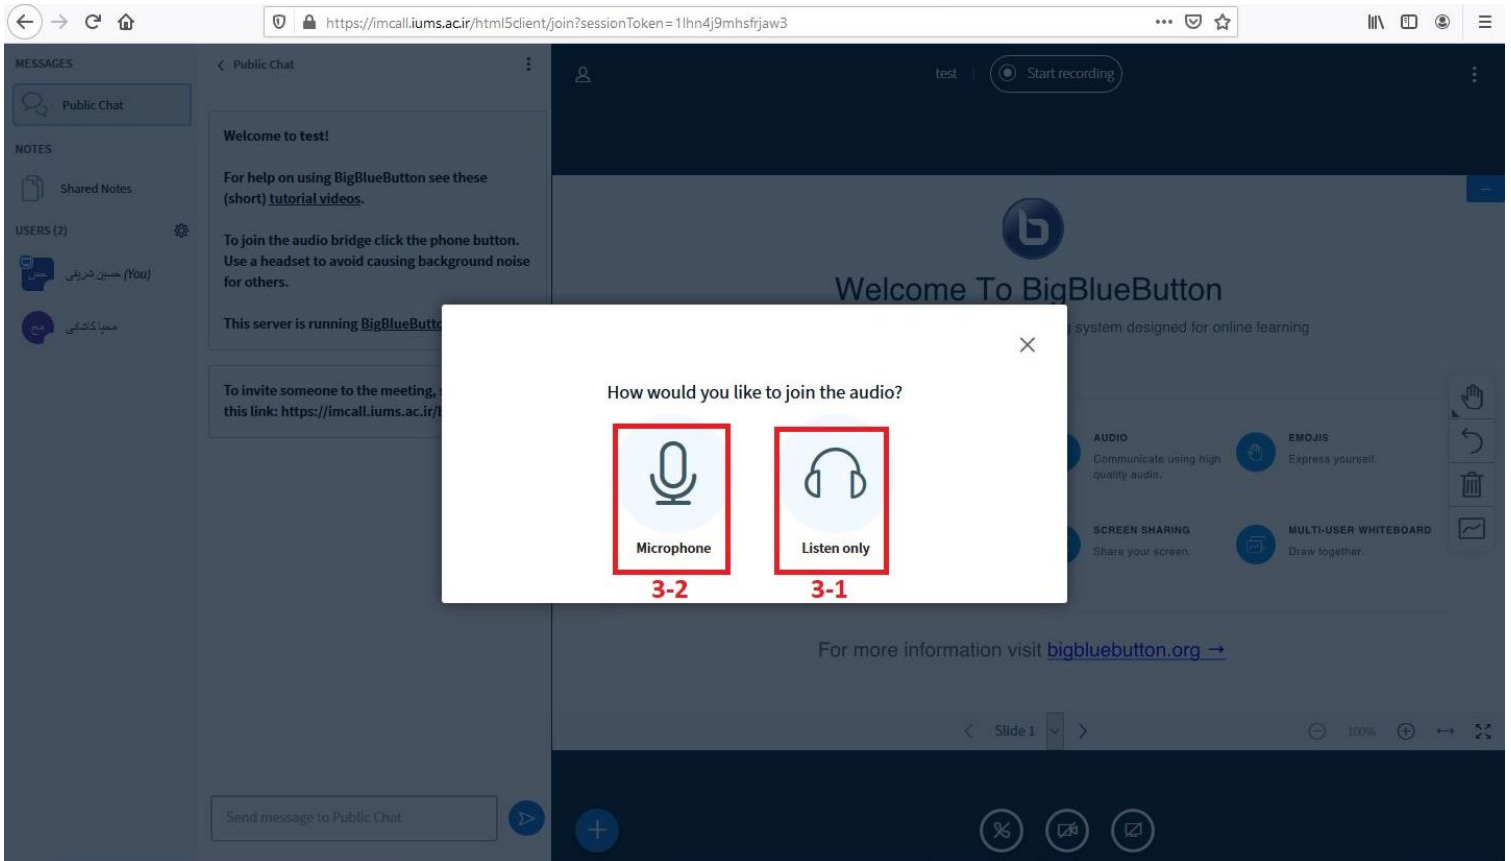 https://imcall.iums.ac.ir/html5client/join?sessionToken=1lhn4j9mhsfrjaw3
MESSAGES
Public Chat
NOTES
Shared Notes
USERS (2)
حسین شریفی (You)
محیا کاشانی
Public Chat
Welcome to test!
For help on using BigBlueButton see these
(short) tutorial videos.
To join the audio bridge click the phone button.
Use a headset to avoid causing background noise
for others.
This server is running
To invite someone to the meeting,
this link: https://imcall.iums.ac.ir/
Send message to Public Chat
test
Start recording
Welcome To BigBlueButton
system designed for online learning
How would you like to join the audio?
Microphone
Listen only
3-2
3-1
AUDIO
Communicate using high
quality audio.
EMOJIS
Express yourself.
SCREEN SHARING
Share your screen.
MULTI-USER WHITEBOARD
Draw together.
For more information visit bigbluebutton.org →
Slide 1
100%